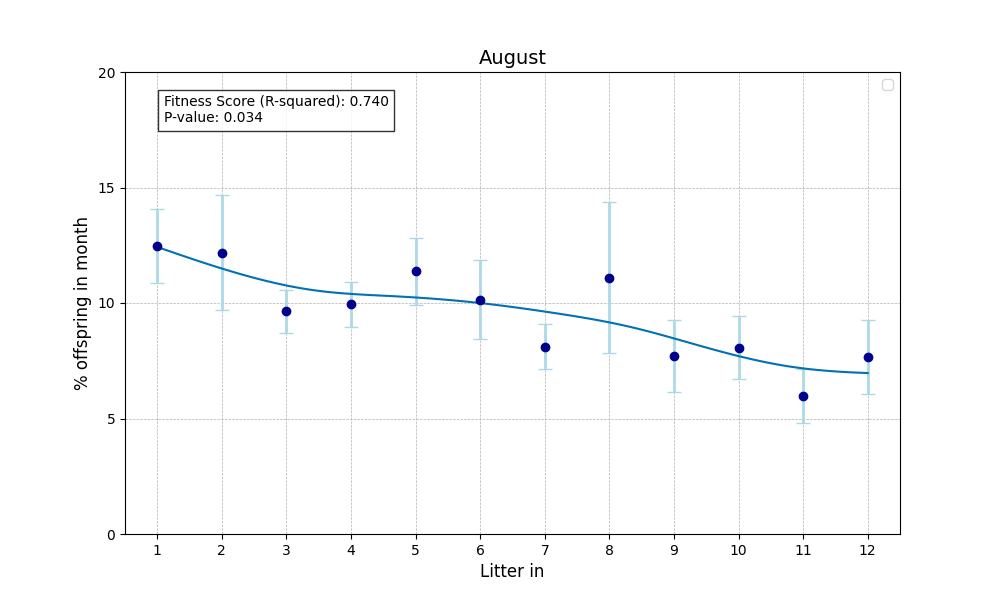 August
Fitness Score (R-squared): 0.740
P-value: 0.034
% offspring in month
20
15
10
5
0
1 2 3 4 5 6 7 8 9 10 11 12
Litter in